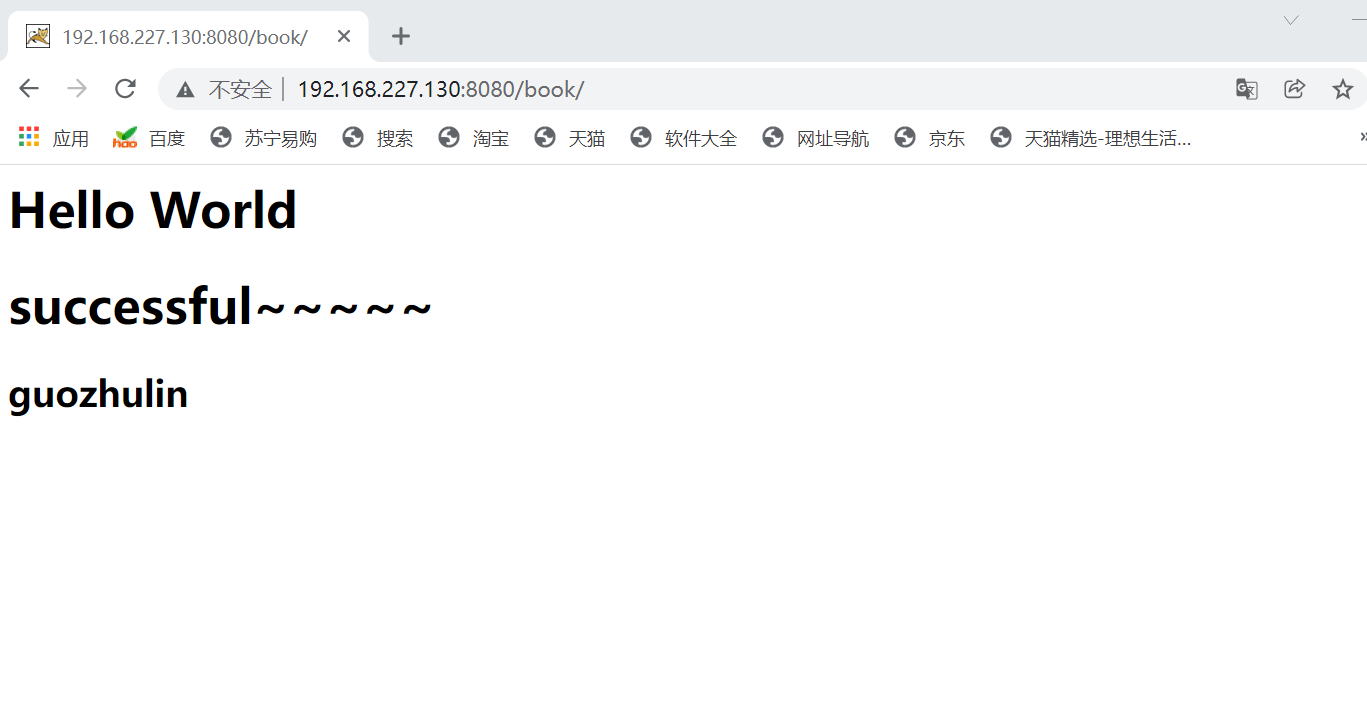 192.168.227.130:8080/book/
不安全 192.168.227.130:8080/book/
应用 hao 百度 苏宁易购 搜索 淘宝 天猫 软件大全 网址导航 京东 天猫精选-理想生活...
Hello World
successful~~~~~
guozhulin